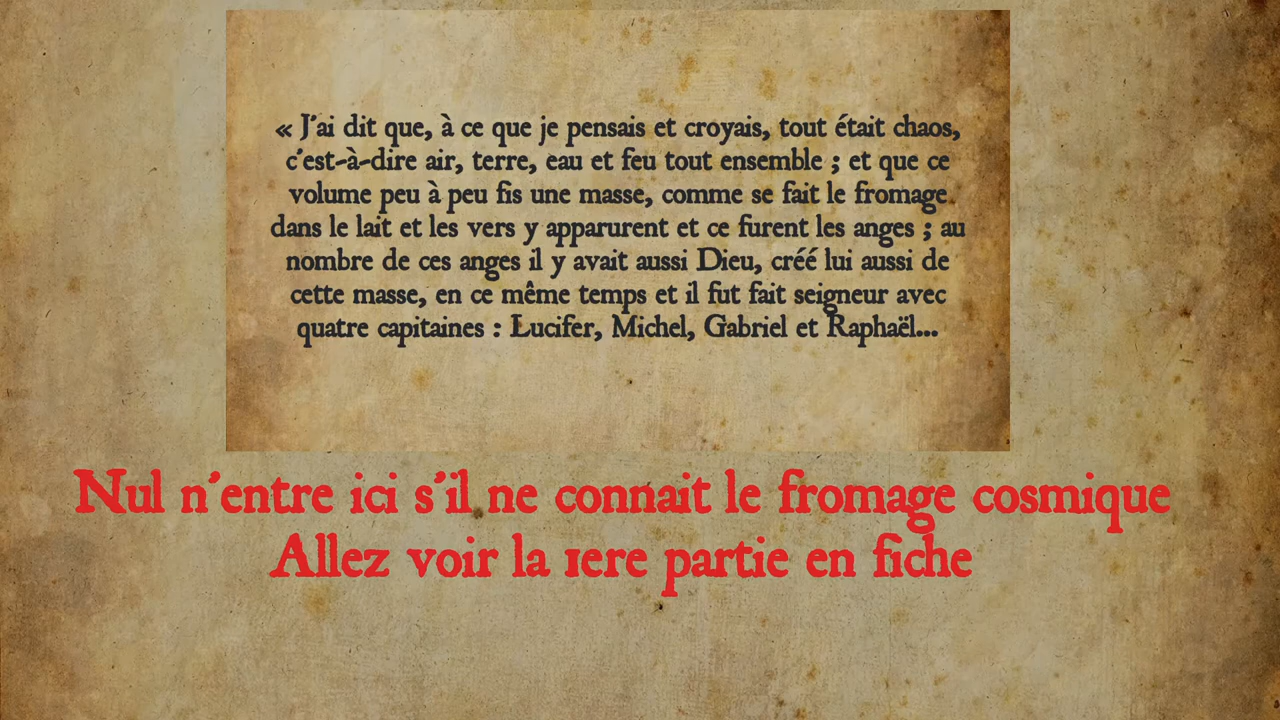 « J'ai dit que, à ce que je pensais et croyais, tout était chaos,
c'est-à-dire air, terre, eau et feu tout ensemble ; et que ce
volume peu à peu fis une masse, comme se fait le fromage
dans le lait et les vers y apparurent et ce furent les anges ; au
nombre de ces anges il y avait aussi Dieu, créé lui aussi de
cette masse, en ce même temps et il fut fait seigneur avec
quatre capitaines : Lucifer, Michel, Gabriel et Raphaël...
Nul n'entre ici s'il ne connait le fromage cosmique
Allez voir la 1ere partie en fiche